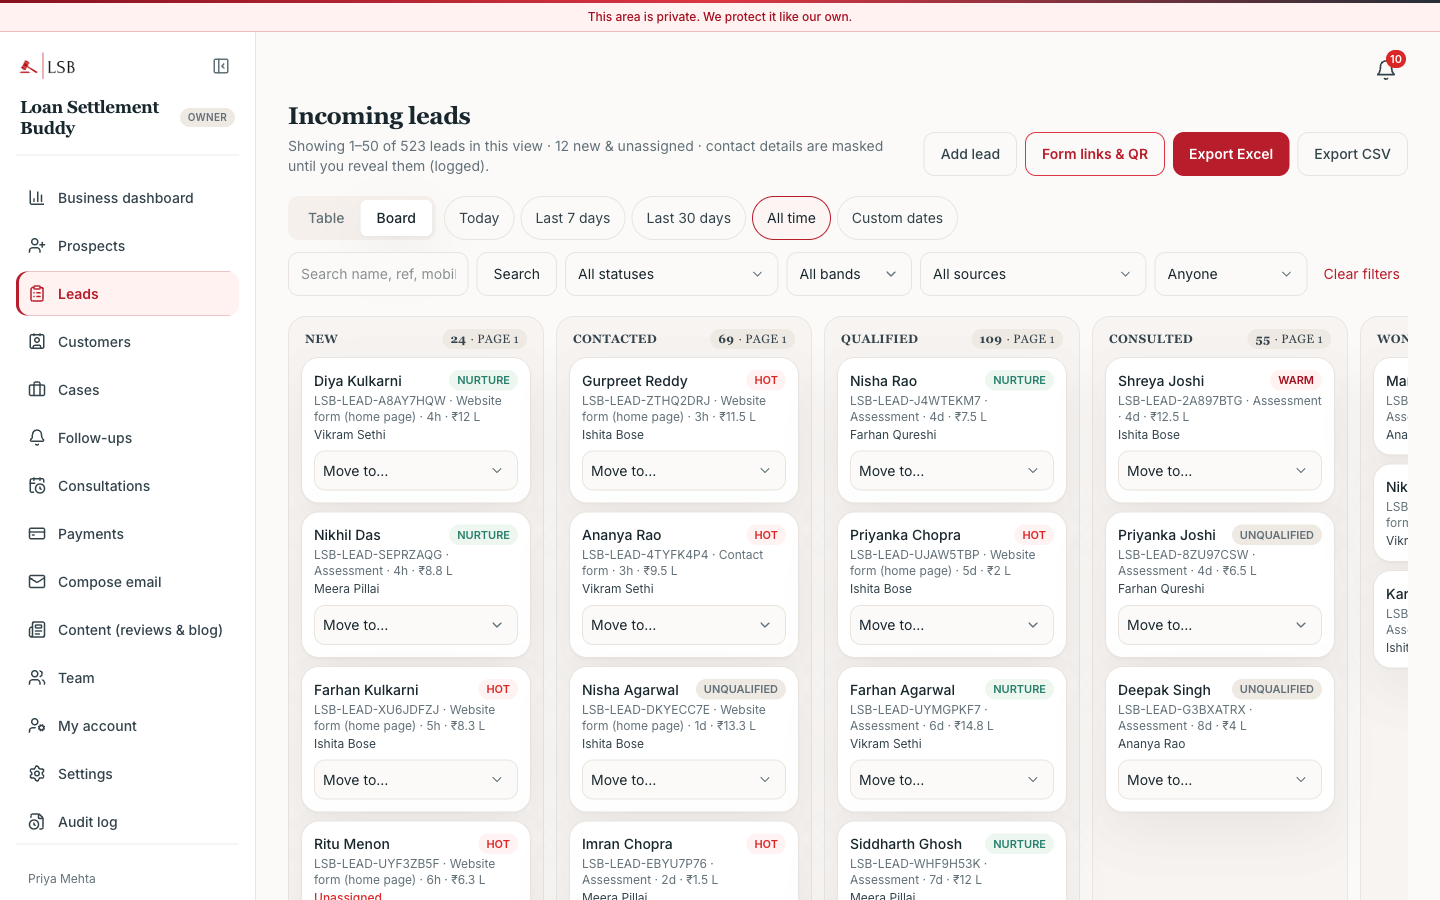 This area is private. We protect it like our own.
LSB
Loan Settlement
Buddy
OWNER
Business dashboard
Prospects
Leads
Customers
Cases
Follow-ups
Consultations
Payments
Compose email
Content (reviews & blog)
Team
My account
Settings
Audit log
Priya Mehta
10
Incoming leads
Showing 1–50 of 523 leads in this view · 12 new & unassigned · contact details are masked
until you reveal them (logged).
Add lead
Form links & QR
Export Excel
Export CSV
Table
Board
Today
Last 7 days
Last 30 days
All time
Custom dates
Search name, ref, mobil
Search
All statuses
All bands
All sources
Anyone
Clear filters
NEW
24 · PAGE 1
Diya Kulkarni
NURTURE
LSB-LEAD-A8AY7HQW · Website
form (home page) · 4h · ₹12 L
Vikram Sethi
Move to...
Nikhil Das
NURTURE
LSB-LEAD-SEPRZAQG ·
Assessment · 4h · ₹8.8 L
Meera Pillai
Move to...
Farhan Kulkarni
HOT
LSB-LEAD-XU6JDFZJ · Website
form (home page) · 5h · ₹8.3 L
Ishita Bose
Move to...
Ritu Menon
HOT
LSB-LEAD-UYF3ZB5F · Website
form (home page) · 6h · ₹6.3 L
Unassigned
CONTACTED
69 · PAGE 1
Gurpreet Reddy
HOT
LSB-LEAD-ZTHQ2DRJ · Website
form (home page) · 3h · ₹11.5 L
Ishita Bose
Move to...
Ananya Rao
HOT
LSB-LEAD-4TYFK4P4 · Contact
form · 3h · ₹9.5 L
Vikram Sethi
Move to...
Nisha Agarwal
UNQUALIFIED
LSB-LEAD-DKYECC7E · Website
form (home page) · 1d · ₹13.3 L
Ishita Bose
Move to...
Imran Chopra
HOT
LSB-LEAD-EBYU7P76 ·
Assessment · 2d · ₹1.5 L
Meera Pillai
QUALIFIED
109 · PAGE 1
Nisha Rao
NURTURE
LSB-LEAD-J4WTEKM7 ·
Assessment · 4d · ₹7.5 L
Farhan Qureshi
Move to...
Priyanka Chopra
HOT
LSB-LEAD-UJAW5TBP · Website
form (home page) · 5d · ₹2 L
Ishita Bose
Move to...
Farhan Agarwal
NURTURE
LSB-LEAD-UYMGPKF7 ·
Assessment · 6d · ₹14.8 L
Vikram Sethi
Move to...
Siddharth Ghosh
NURTURE
LSB-LEAD-WHF9H53K ·
Assessment · 7d · ₹12 L
Meera Pillai
CONSULTED
55 · PAGE 1
Shreya Joshi
WARM
LSB-LEAD-2A897BTG · Assessment
· 4d · ₹12.5 L
Ishita Bose
Move to...
Priyanka Joshi
UNQUALIFIED
LSB-LEAD-8ZU97CSW ·
Assessment · 4d · ₹6.5 L
Farhan Qureshi
Move to...
Deepak Singh
UNQUALIFIED
LSB-LEAD-G3BXATRX ·
Assessment · 8d · ₹4 L
Ananya Rao
Move to...
WON
LSB
Nik
LSB
form
Kar
LSB